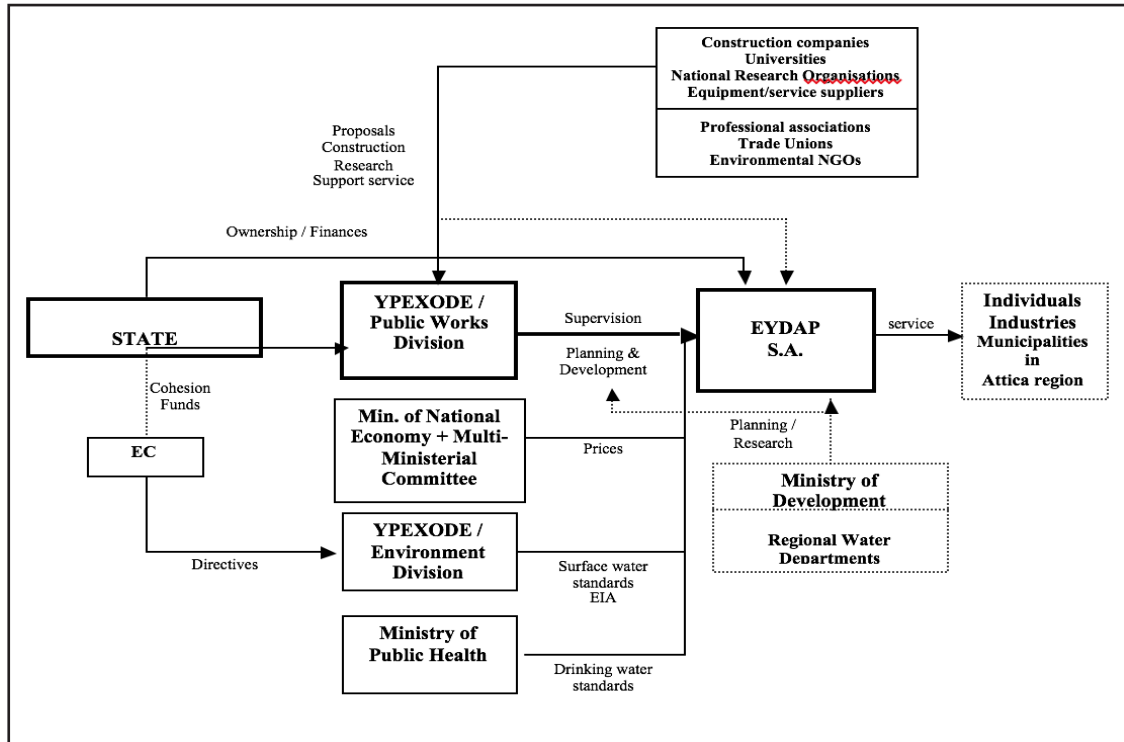 Construction companies
Universities
National Research Organisations
Equipment/service suppliers
Professional associations
Trade Unions
Environmental NGOs
Proposals
Construction
Research
Support service
Ownership / Finances
STATE
YPEXODE /
Public Works
Division
Supervision
Planning &
Development
EYDAP
S.A.
service
Individuals
Industries
Municipalities
in
Attica region
Cohesion
Funds
EC
Min. of National
Economy + Multi-
Ministerial
Committee
Prices
Planning /
Research
Ministry of
Development
Regional Water
Departments
Directives
YPEXODE /
Environment
Division
Surface water
standards
EIA
Ministry of
Public Health
Drinking water
standards